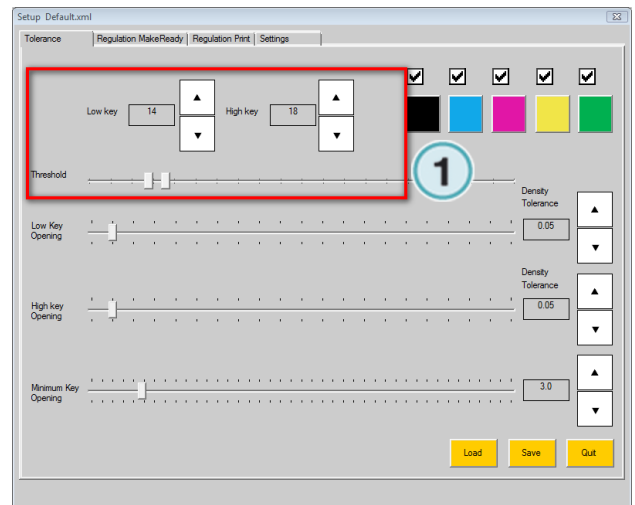 Setup Default.xml
Tolerance Regulation MakeReady Regulation Print Settings
Low key 14 High key 18
1
Threshold
Density
Tolerance
Low Key
Opening
0.05
Density
Tolerance
High key
Opening
0.05
Minimum Key
Opening
3.0
Load Save Quit